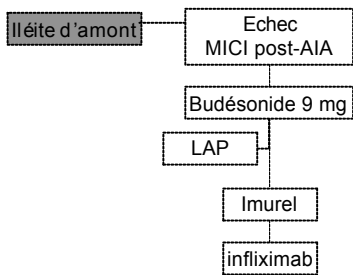 Iléite d'amont
Echec
MICI post-AIA
Budésonide 9 mg
LAP
Imurel
infliximab